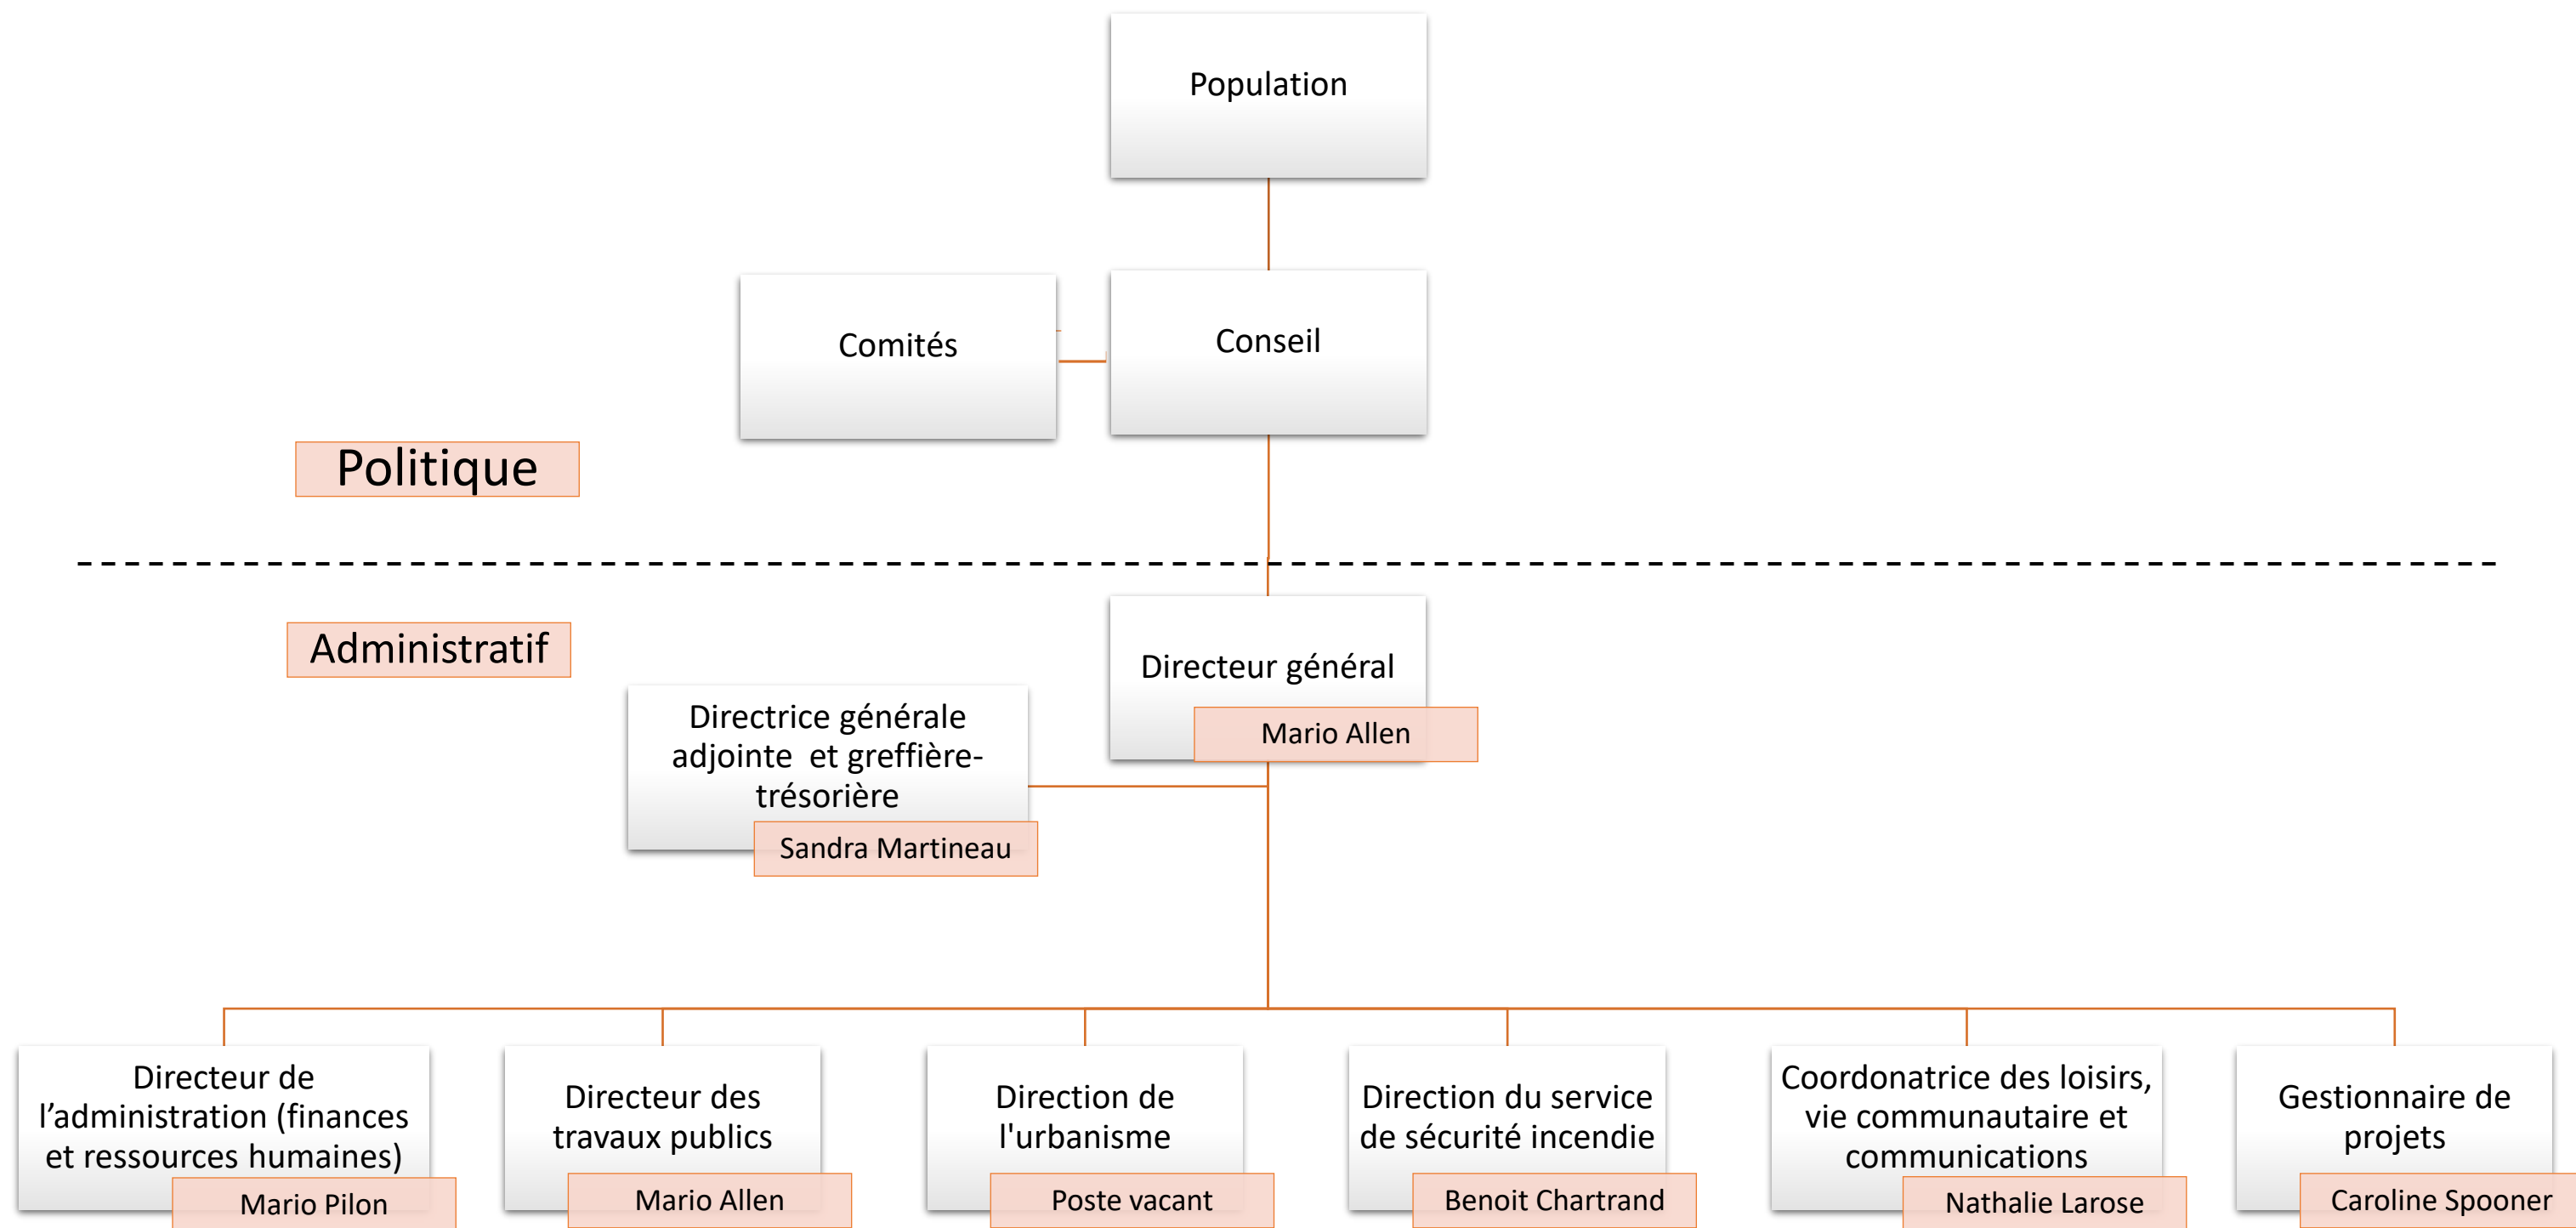 Population
Comités
Conseil
Politique
Administratif
Directeur général
Mario Allen
Directrice générale
adjointe et greffière-
trésorière
Sandra Martineau
Directeur de
l'administration (finances
et ressources humaines)
Mario Pilon
Directeur des
travaux publics
Mario Allen
Direction de
l'urbanisme
Poste vacant
Direction du service
de sécurité incendie
Benoit Chartrand
Coordonatrice des loisirs,
vie communautaire et
communications
Nathalie Larose
Gestionnaire de
projets
Caroline Spooner